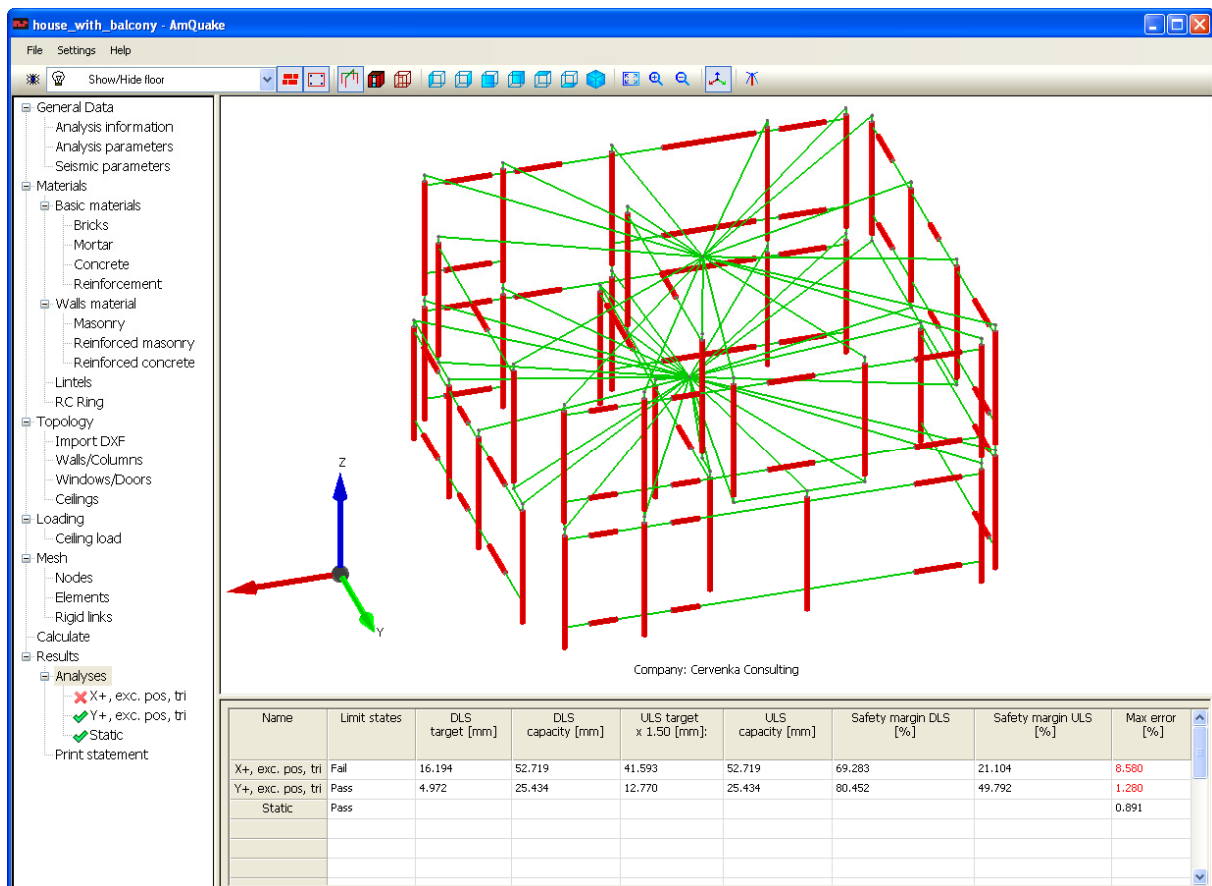 house_with_balcony - AmQuake
File Settings Help
Show/Hide floor
General Data
Analysis information
Analysis parameters
Seismic parameters
Materials
Basic materials
Bricks
Mortar
Concrete
Reinforcement
Walls material
Masonry
Reinforced masonry
Reinforced concrete
Lintels
RC Ring
Topology
Import DXF
Walls/Columns
Windows/Doors
Ceilings
Loading
Ceiling load
Mesh
Nodes
Elements
Rigid links
Calculate
Results
Analyses
X+, exc. pos, tri
Y+, exc. pos, tri
Static
Print statement
Z
Y
Company: Cervenka Consulting
Name Limit states DLS target [mm] DLS capacity [mm] ULS target x 1.50 [mm]: ULS capacity [mm] Safety margin DLS [%] Safety margin ULS [%] Max error [%]
X+, exc. pos, tri Fail 16.194 52.719 41.593 52.719 69.283 21.104 8.580
Y+, exc. pos, tri Pass 4.972 25.434 12.770 25.434 80.452 49.792 1.280
Static Pass 0.891